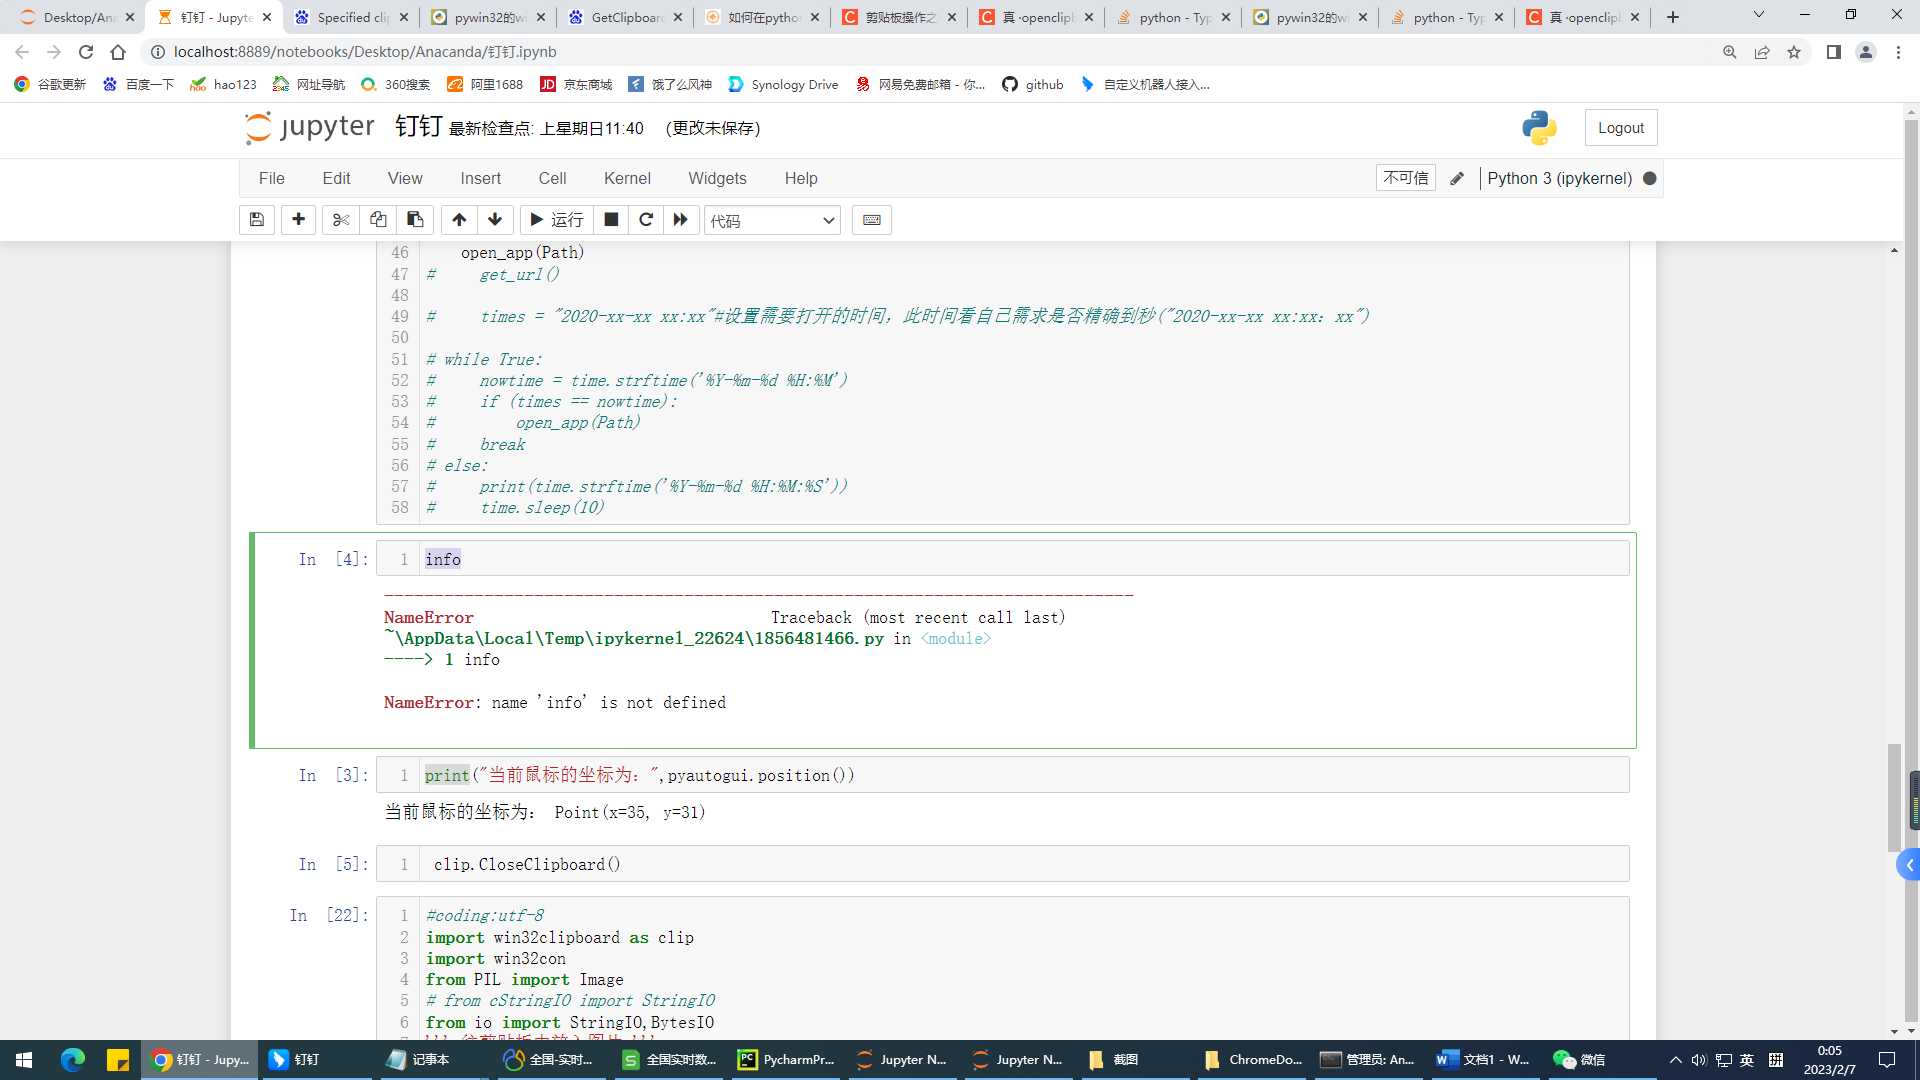 Desktop/Ana
钉钉 - Jupyte
Specified cli
pywin32的wi
GetClipboard
如何在python
剪贴板操作之
真·openclipb
python - Typ
pywin32的wi
python - Typ
真·openclipb
localhost:8889/notebooks/Desktop/Anacanda/钉钉.ipynb
谷歌更新
百度一下
hao123
网址导航
360搜索
阿里1688
京东商城
饿了么风神
Synology Drive
网易免费邮箱 - 你...
github
自定义机器人接入...
jupyter 钉钉 最新检查点: 上星期日11:40 (更改未保存)
Logout
File Edit View Insert Cell Kernel Widgets Help
不可信
Python 3 (ipykernel)
运行
代码
46 open_app(Path)
47 # get_url()
48
49 # times = "2020-xx-xx xx:xx"#设置需要打开的时间，此时间看自己需求是否精确到秒("2020-xx-xx xx:xx：xx")
50
51 # while True:
52 # nowtime = time.strftime('%Y-%m-%d %H:%M')
53 # if (times == nowtime):
54 # open_app(Path)
55 # break
56 # else:
57 # print(time.strftime('%Y-%m-%d %H:%M:%S'))
58 # time.sleep(10)
In [4]: 1 info
---------------------------------------------------------------------------
NameError Traceback (most recent call last)
~\AppData\Local\Temp\ipykernel_22624\1856481466.py in <module>
----> 1 info
NameError: name 'info' is not defined
In [3]: 1 print("当前鼠标的坐标为：",pyautogui.position())
当前鼠标的坐标为： Point(x=35, y=31)
In [5]: 1 clip.CloseClipboard()
In [22]: 1 #coding:utf-8
2 import win32clipboard as clip
3 import win32con
4 from PIL import Image
5 # from cStringIO import StringIO
6 from io import StringIO,BytesIO
钉钉 - Jupy...
钉钉
记事本
全国-实时...
全国实时数...
PycharmPr...
Jupyter N...
Jupyter N...
截图
ChromeDo...
管理员: An...
文档1 - W...
微信
英
拼
0:05
2023/2/7